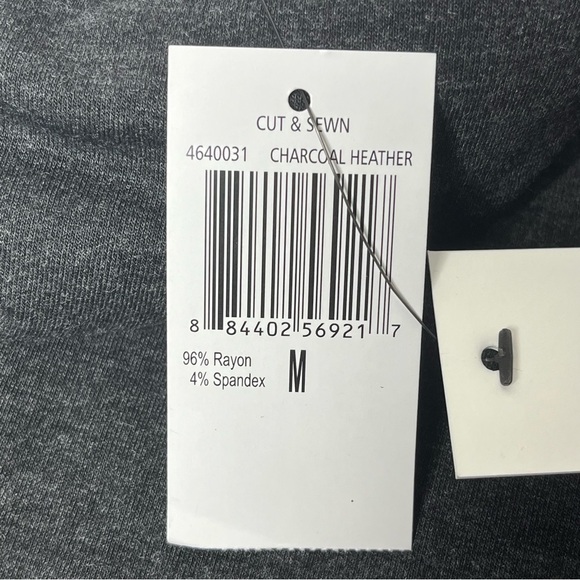 CUT & SEWN
4640031 CHARCOAL HEATHER
8 84402 56921 7
96% Rayon
4% Spandex
M